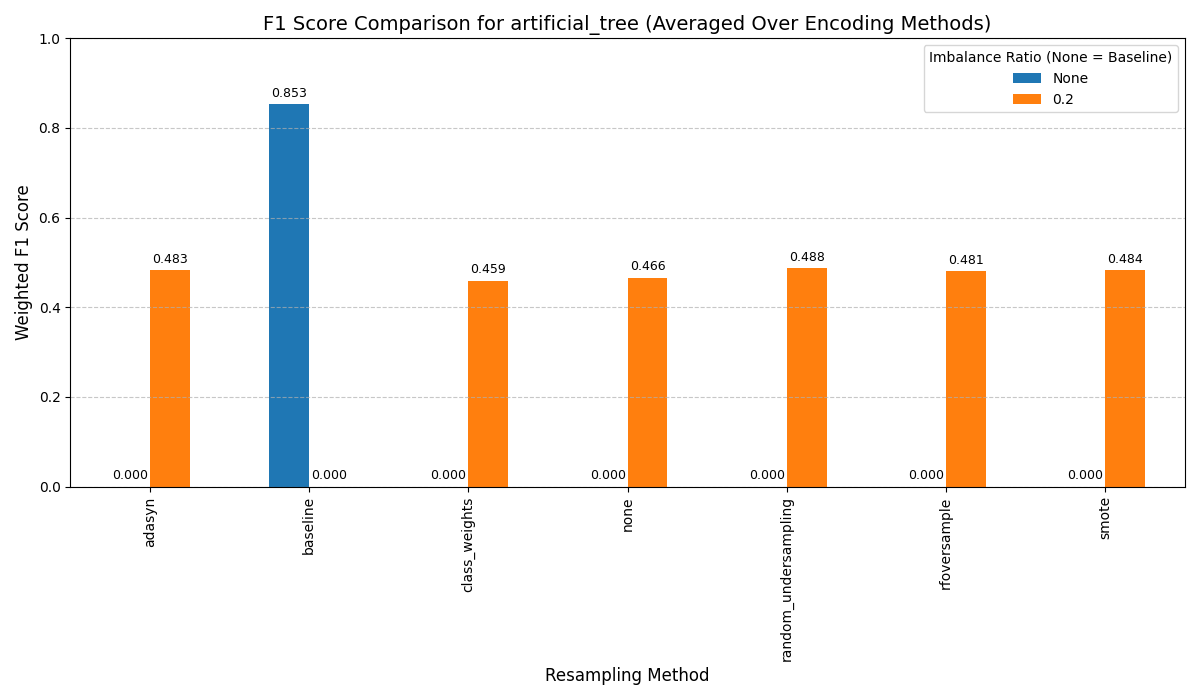 F1 Score Comparison for artificial_tree (Averaged Over Encoding Methods)
Imbalance Ratio (None = Baseline)
None
0.2
Weighted F1 Score
1.0
0.8
0.6
0.4
0.2
0.0
0.000
0.483
0.853
0.000
0.000
0.459
0.000
0.466
0.000
0.488
0.000
0.481
0.000
0.484
adasyn
baseline
class_weights
none
random_undersampling
rfoversample
smote
Resampling Method